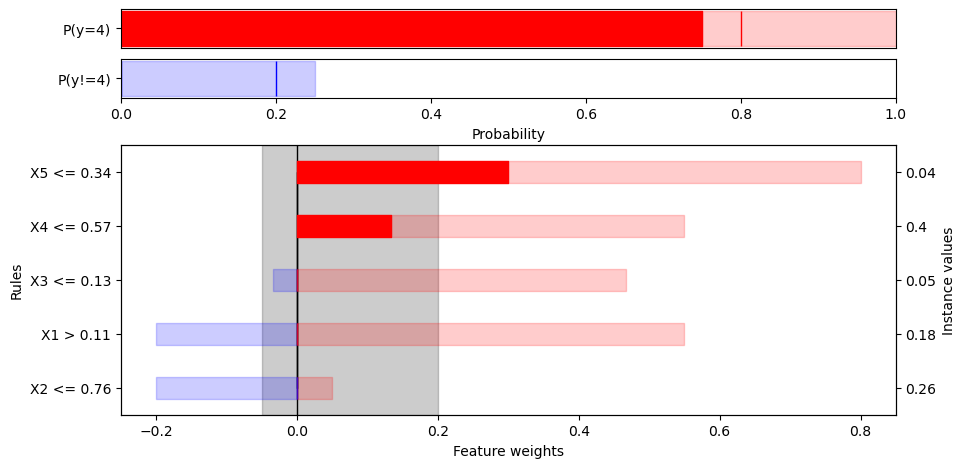 P(y=4)
P(y!=4)
0.0 0.2 0.4 0.6 0.8 1.0
Probability
Rules
X5 <= 0.34 0.04
X4 <= 0.57 0.4
X3 <= 0.13 0.05
X1 > 0.11 0.18
X2 <= 0.76 0.26
Instance values
−0.2 0.0 0.2 0.4 0.6 0.8
Feature weights